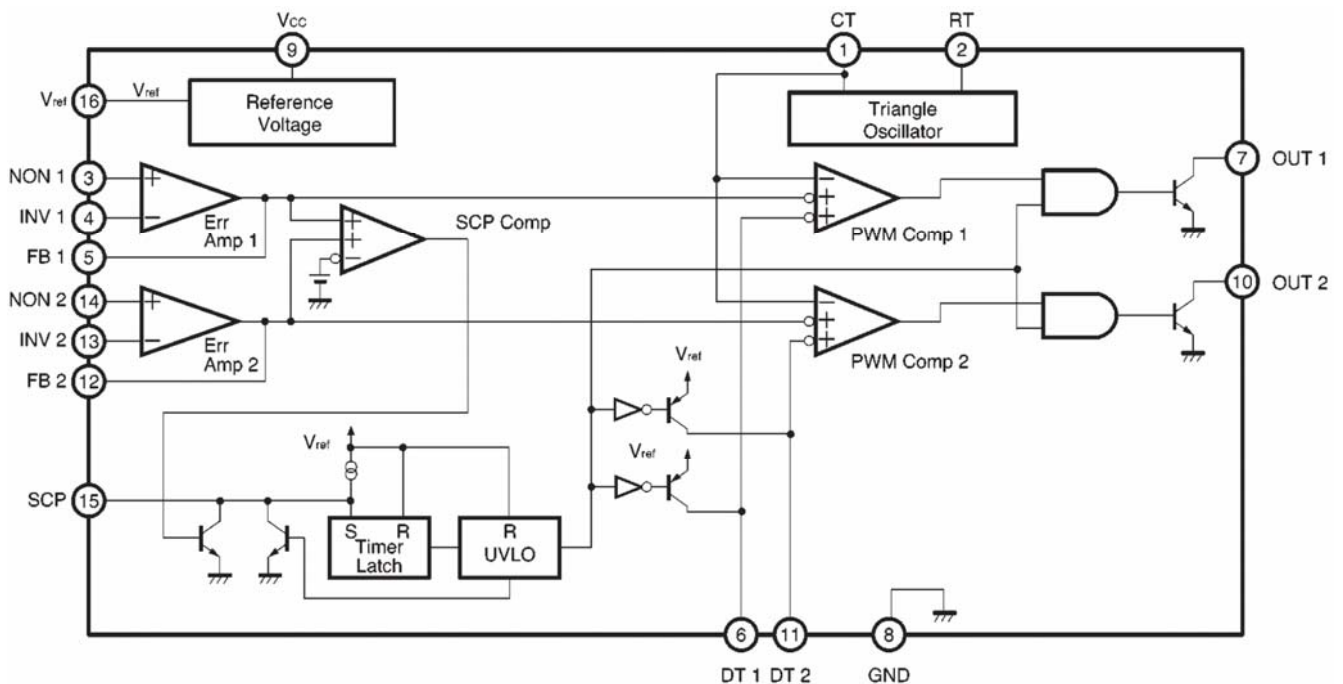 Vcc
CT
RT
9
1
2
Vref
16
Vref
Reference
Voltage
Triangle
Oscillator
NON 1
3
+
INV 1
4
−
Err
Amp 1
FB 1
5
SCP Comp
+
+
−
−
+
+
PWM Comp 1
7
OUT 1
NON 2
14
+
INV 2
13
−
Err
Amp 2
FB 2
12
−
+
+
PWM Comp 2
10
OUT 2
Vref
Vref
Vref
SCP
15
S
R
Timer
Latch
R
UVLO
6
11
8
DT 1
DT 2
GND